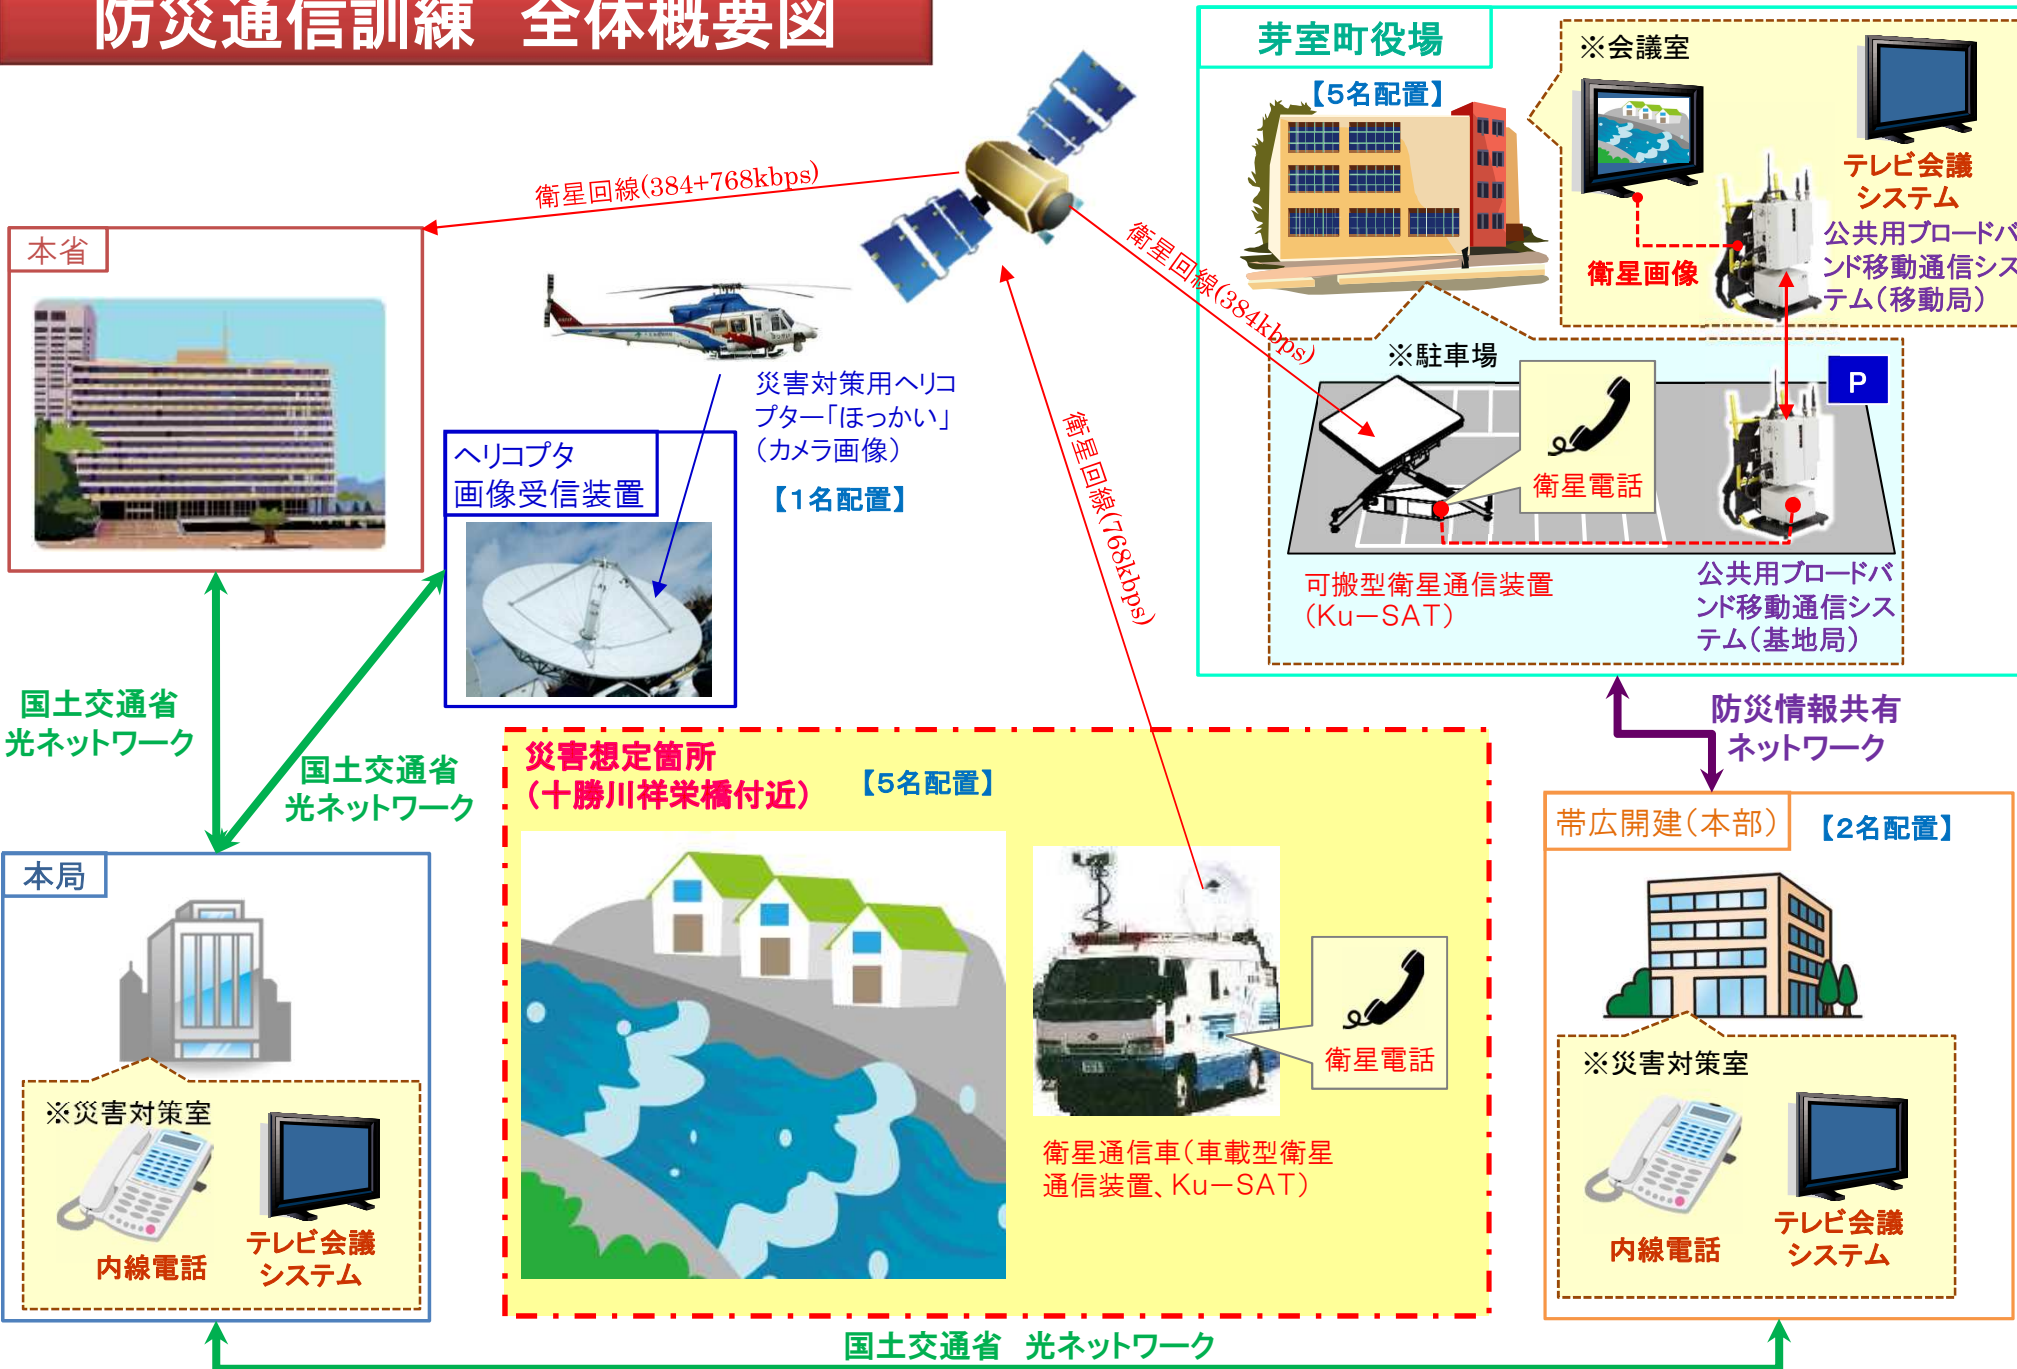 防災通信訓練　全体概要図
芽室町役場
【5名配置】
※会議室
テレビ会議
システム
公共用ブロードバ
ンド移動通信シス
テム(移動局)
衛星画像
衛星回線(384+768kbps)
衛星回線(384kbps)
衛星回線(768kbps)
本省
災害対策用ヘリコ
プター「ほっかい」
(カメラ画像)
【1名配置】
ヘリコプタ
画像受信装置
※駐車場
P
衛星電話
可搬型衛星通信装置
(Ku－SAT)
公共用ブロードバ
ンド移動通信シス
テム(基地局)
国土交通省
光ネットワーク
国土交通省
光ネットワーク
防災情報共有
ネットワーク
災害想定箇所
(十勝川祥栄橋付近)
【5名配置】
衛星電話
衛星通信車(車載型衛星
通信装置、Ku－SAT)
本局
※災害対策室
内線電話
テレビ会議
システム
帯広開建(本部)
【2名配置】
※災害対策室
内線電話
テレビ会議
システム
国土交通省　光ネットワーク